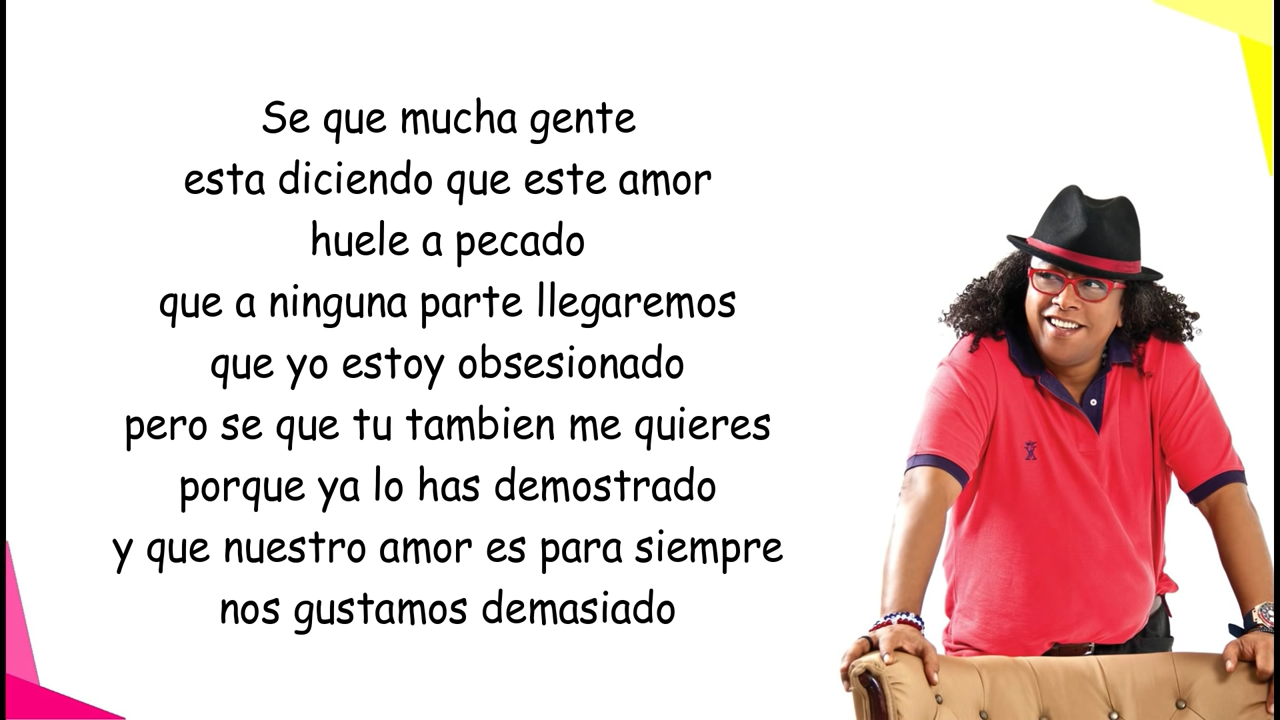 Se que mucha gente
esta diciendo que este amor
huele a pecado
que a ninguna parte llegaremos
que yo estoy obsesionado
pero se que tu tambien me quieres
porque ya lo has demostrado
y que nuestro amor es para siempre
nos gustamos demasiado